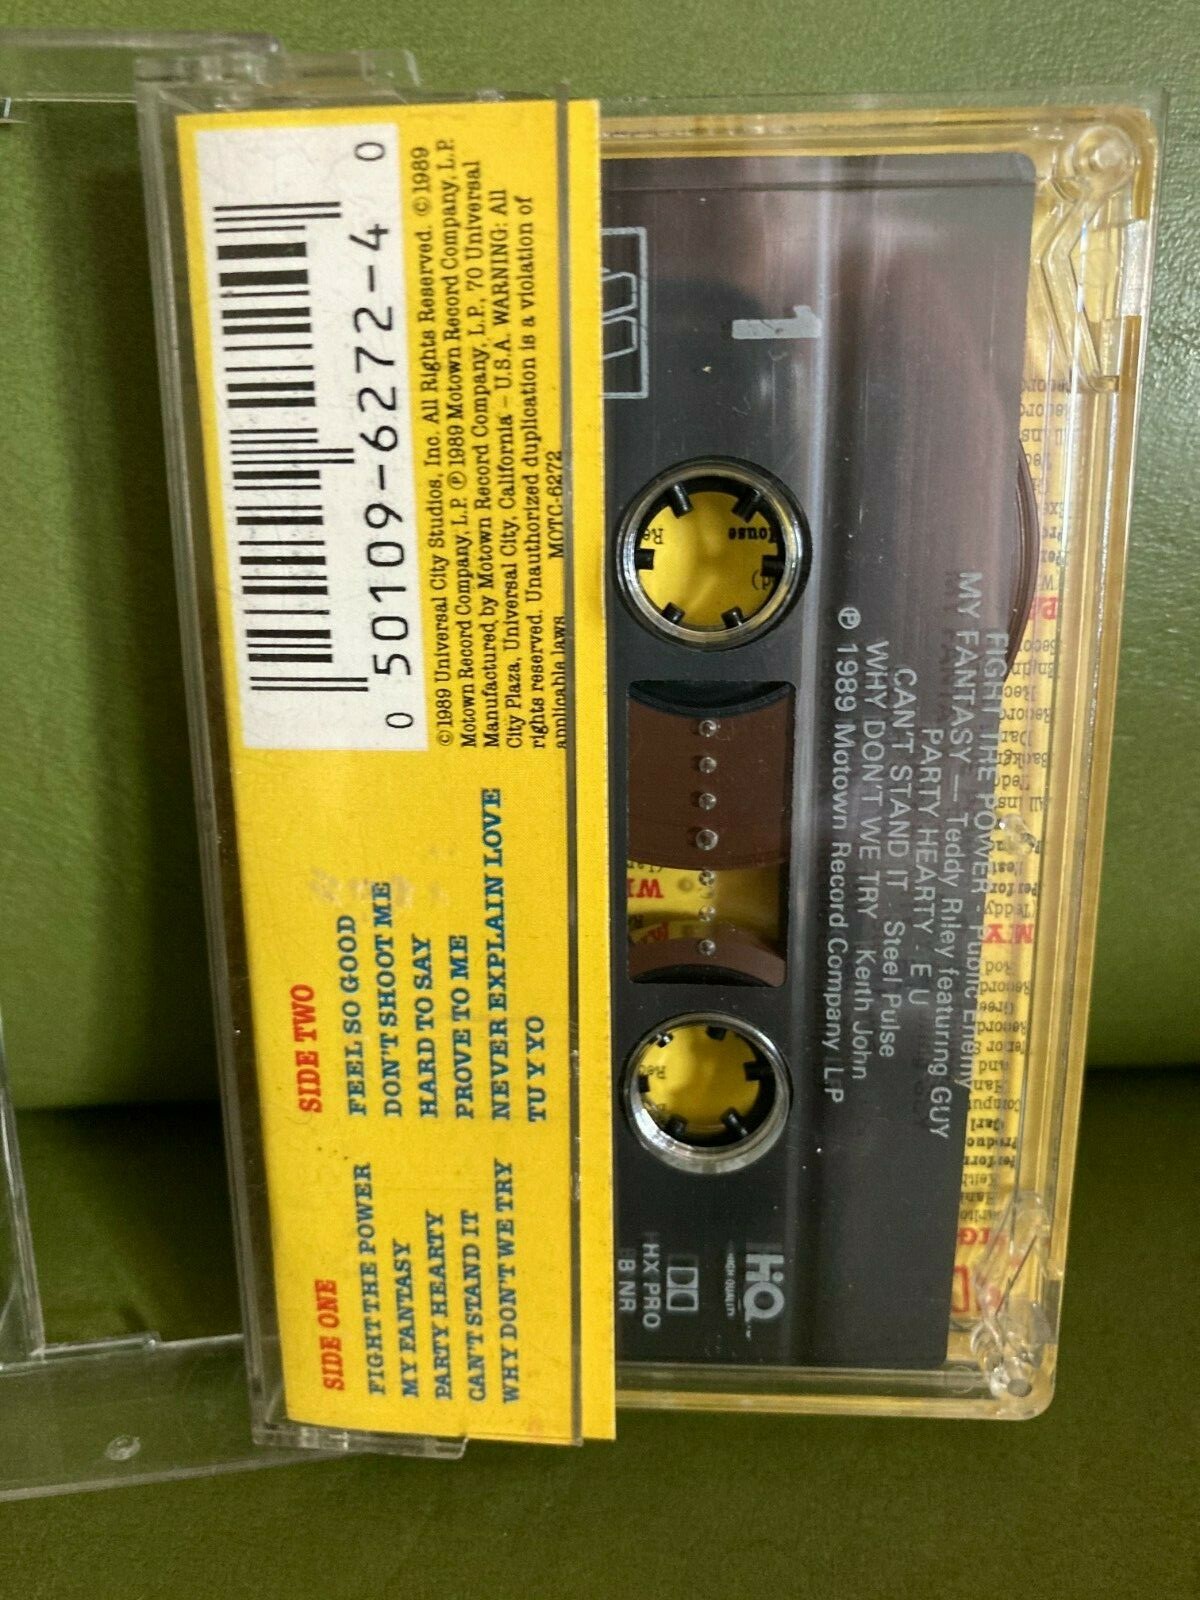 SIDE ONE
FIGHT THE POWER
MY FANTASY
PARTY HEARTY
CAN'T STAND IT
WHY DON'T WE TRY
SIDE TWO
FEEL SO GOOD
DON'T SHOOT ME
HARD TO SAY
PROVE TO ME
NEVER EXPLAIN LOVE
TU Y YO
0 50109-6272-4 0
©1989 Universal City Studios, Inc. All Rights Reserved. ©1989
Motown Record Company, L.P. ℗1989 Motown Record Company, L.P.
Manufactured by Motown Record Company, L.P., 70 Universal
City Plaza, Universal City, California – U.S.A. WARNING: All
rights reserved. Unauthorized duplication is a violation of
applicable laws. MOTC-6272
1
FIGHT THE POWER - Public Enemy
MY FANTASY — Teddy Riley featuring GUY
PARTY HEARTY - E U
CAN'T STAND IT Steel Pulse
WHY DON'T WE TRY Keith John
℗ 1989 Motown Record Company L P
HiQ
HIGH QUALITY
HX PRO
B NR